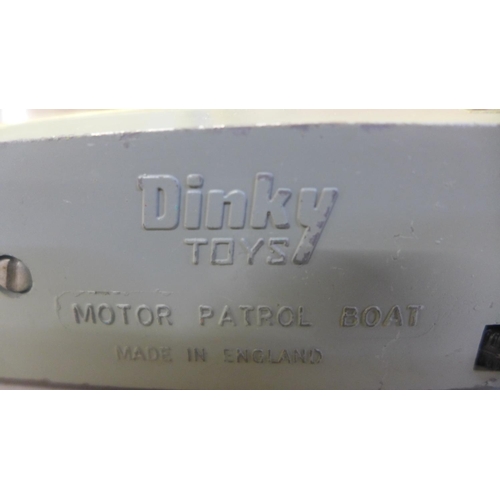 Dinky
TOYS
MOTOR PATROL BOAT
MADE IN ENGLAND